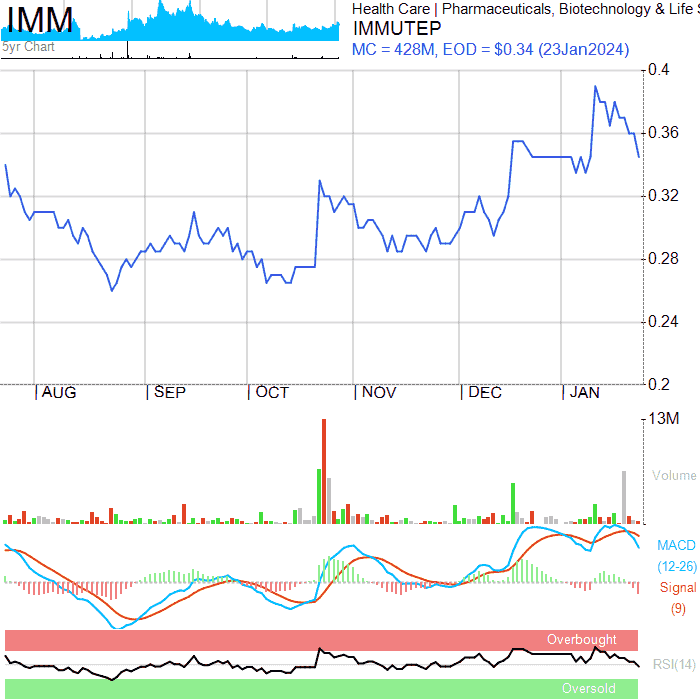 IMM
5yr Chart
Health Care | Pharmaceuticals, Biotechnology & Life S
IMMUTEP
MC = 428M, EOD = $0.34 (23Jan2024)
0.4
0.36
0.32
0.28
0.24
0.2
AUG
SEP
OCT
NOV
DEC
JAN
13M
Volume
MACD
(12-26)
Signal
(9)
Overbought
RSI(14)
Oversold